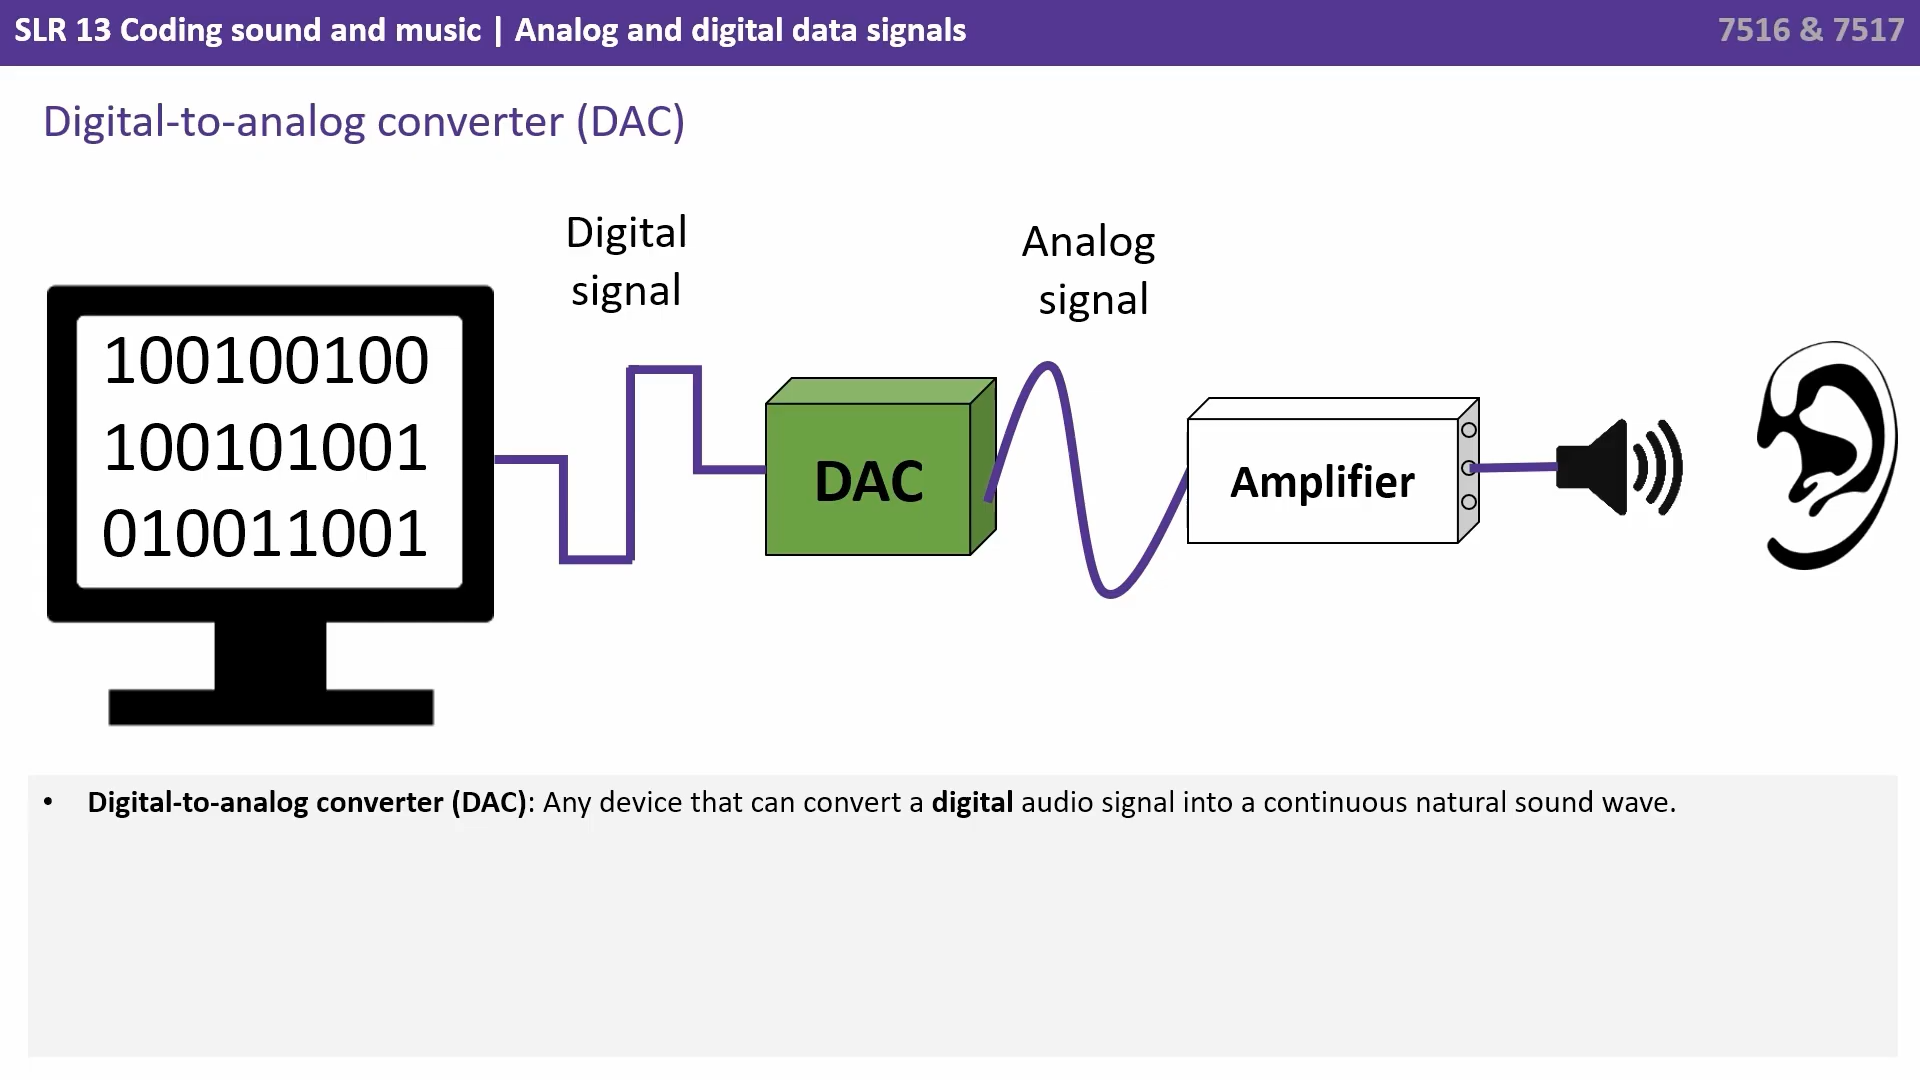 SLR 13 Coding sound and music | Analog and digital data signals
7516 & 7517
Digital-to-analog converter (DAC)
Digital
signal
Analog
signal
100100100
100101001
010011001
DAC
Amplifier
• Digital-to-analog converter (DAC): Any device that can convert a digital audio signal into a continuous natural sound wave.